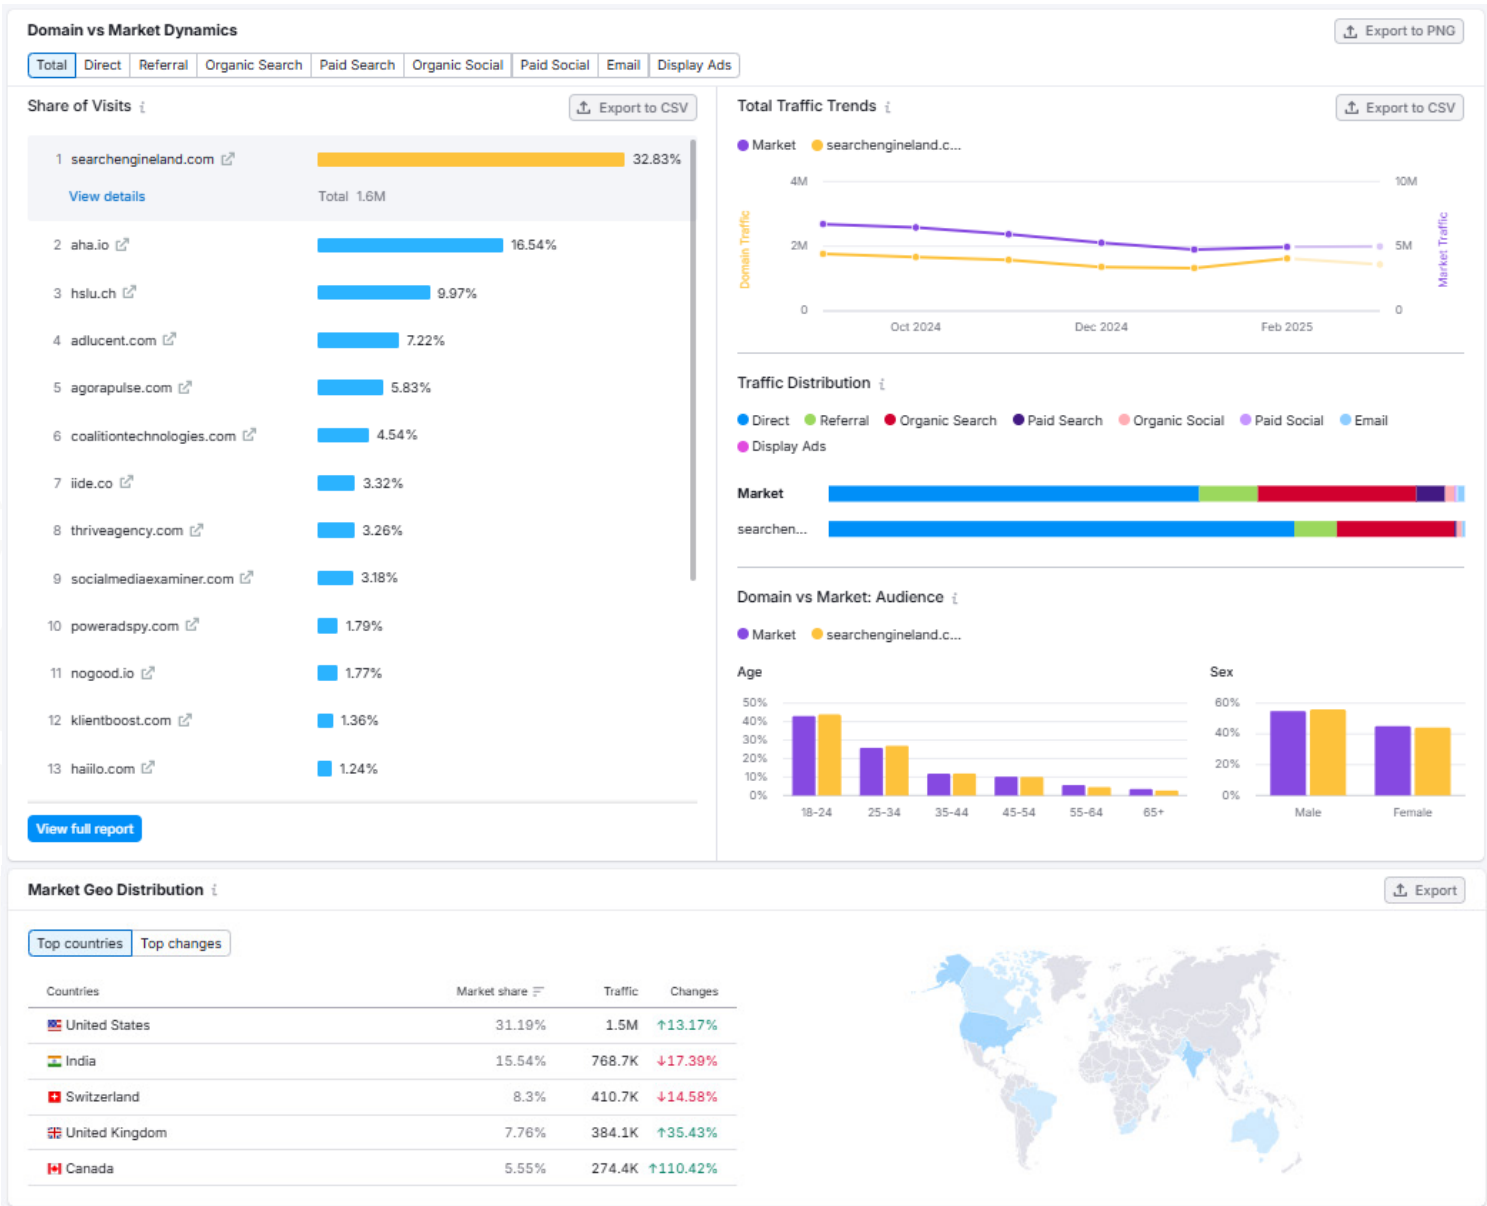 Domain vs Market Dynamics
Export to PNG
Total Direct Referral Organic Search Paid Search Organic Social Paid Social Email Display Ads
Share of Visits i
Export to CSV
1 searchengineland.com 32.83%
View details Total 1.6M
2 aha.io 16.54%
3 hslu.ch 9.97%
4 adlucent.com 7.22%
5 agorapulse.com 5.83%
6 coalitiontechnologies.com 4.54%
7 iide.co 3.32%
8 thriveagency.com 3.26%
9 socialmediaexaminer.com 3.18%
10 poweradspy.com 1.79%
11 nogood.io 1.77%
12 klientboost.com 1.36%
13 haiilo.com 1.24%
View full report
Total Traffic Trends i
Export to CSV
Market searchengineland.c...
4M 10M
2M 5M
0 0
Domain Traffic
Market Traffic
Oct 2024 Dec 2024 Feb 2025
Traffic Distribution i
Direct Referral Organic Search Paid Search Organic Social Paid Social Email
Display Ads
Market
searchen...
Domain vs Market: Audience i
Market searchengineland.c...
Age
50%
40%
30%
20%
10%
0%
18-24 25-34 35-44 45-54 55-64 65+
Sex
60%
40%
20%
0%
Male Female
Market Geo Distribution i
Export
Top countries Top changes
Countries Market share Traffic Changes
United States 31.19% 1.5M ↑13.17%
India 15.54% 768.7K ↓17.39%
Switzerland 8.3% 410.7K ↓14.58%
United Kingdom 7.76% 384.1K ↑35.43%
Canada 5.55% 274.4K ↑110.42%